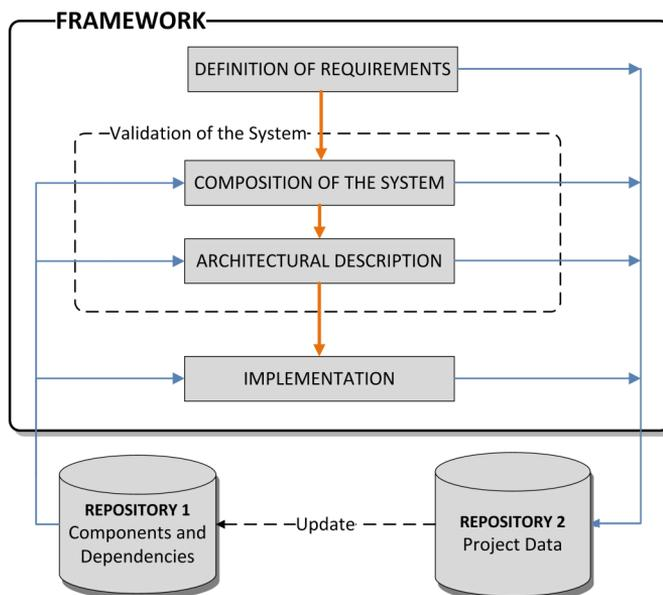 FRAMEWORK
DEFINITION OF REQUIREMENTS
Validation of the System
COMPOSITION OF THE SYSTEM
ARCHITECTURAL DESCRIPTION
IMPLEMENTATION
REPOSITORY 1
Components and
Dependencies
Update
REPOSITORY 2
Project Data